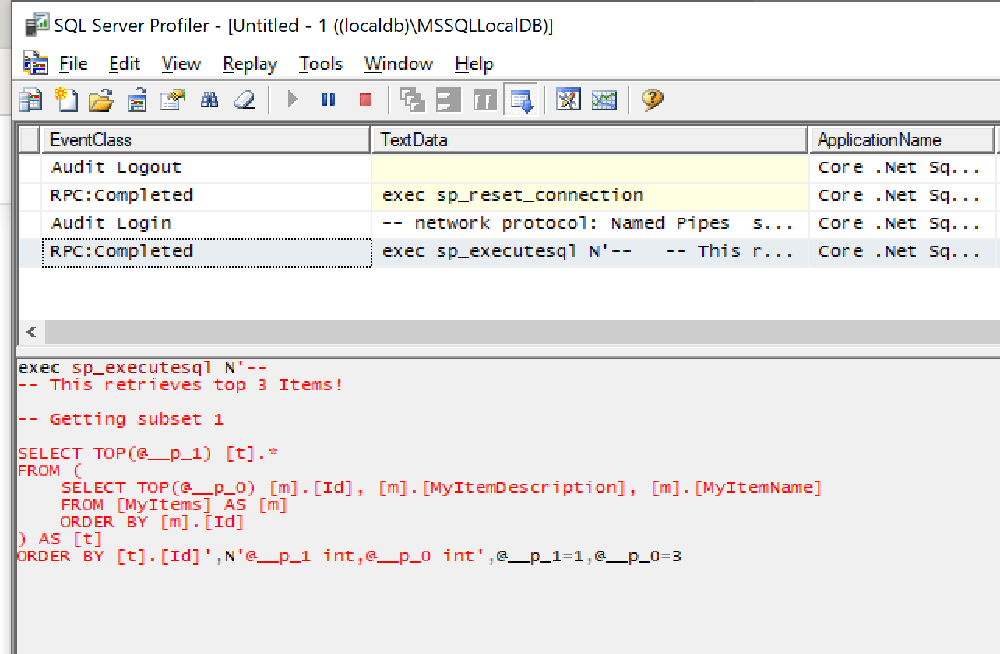 SQL Server Profiler - [Untitled - 1 ((localdb)\MSSQLLocalDB)]
File Edit View Replay Tools Window Help
EventClass TextData ApplicationName
Audit Logout Core .Net Sq...
RPC:Completed exec sp_reset_connection Core .Net Sq...
Audit Login -- network protocol: Named Pipes s... Core .Net Sq...
RPC:Completed exec sp_executesql N'-- -- This r... Core .Net Sq...
exec sp_executesql N'--
-- This retrieves top 3 Items!
-- Getting subset 1
SELECT TOP(@__p_1) [t].*
FROM (
    SELECT TOP(@__p_0) [m].[Id], [m].[MyItemDescription], [m].[MyItemName]
    FROM [MyItems] AS [m]
    ORDER BY [m].[Id]
) AS [t]
ORDER BY [t].[Id]',N'@__p_1 int,@__p_0 int',@__p_1=1,@__p_0=3